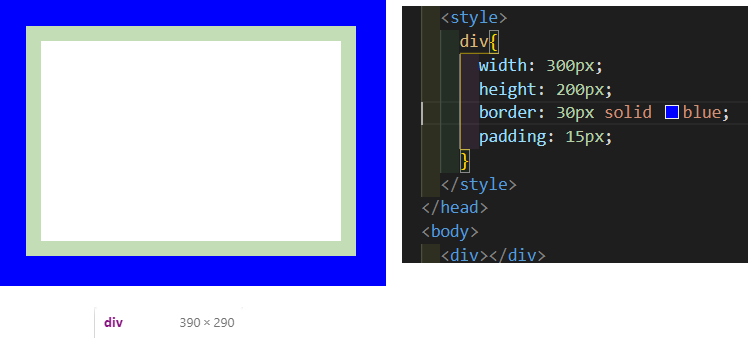 <style>
div{
width: 300px;
height: 200px;
border: 30px solid blue;
padding: 15px;
}
</style>
</head>
<body>
<div></div>
div 390 × 290